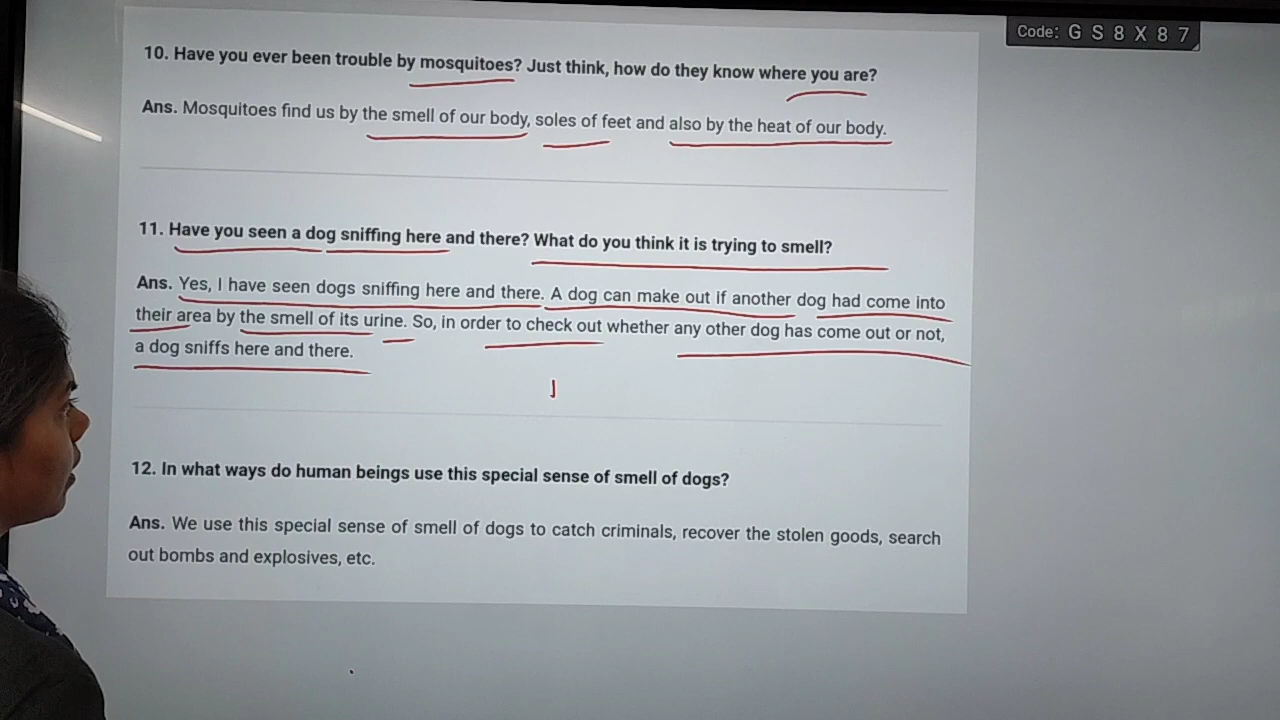 Code: G S 8 X 8 7
10. Have you ever been trouble by mosquitoes? Just think, how do they know where you are?
Ans. Mosquitoes find us by the smell of our body, soles of feet and also by the heat of our body.
11. Have you seen a dog sniffing here and there? What do you think it is trying to smell?
Ans. Yes, I have seen dogs sniffing here and there. A dog can make out if another dog had come into
their area by the smell of its urine. So, in order to check out whether any other dog has come out or not,
a dog sniffs here and there.
12. In what ways do human beings use this special sense of smell of dogs?
Ans. We use this special sense of smell of dogs to catch criminals, recover the stolen goods, search
out bombs and explosives, etc.